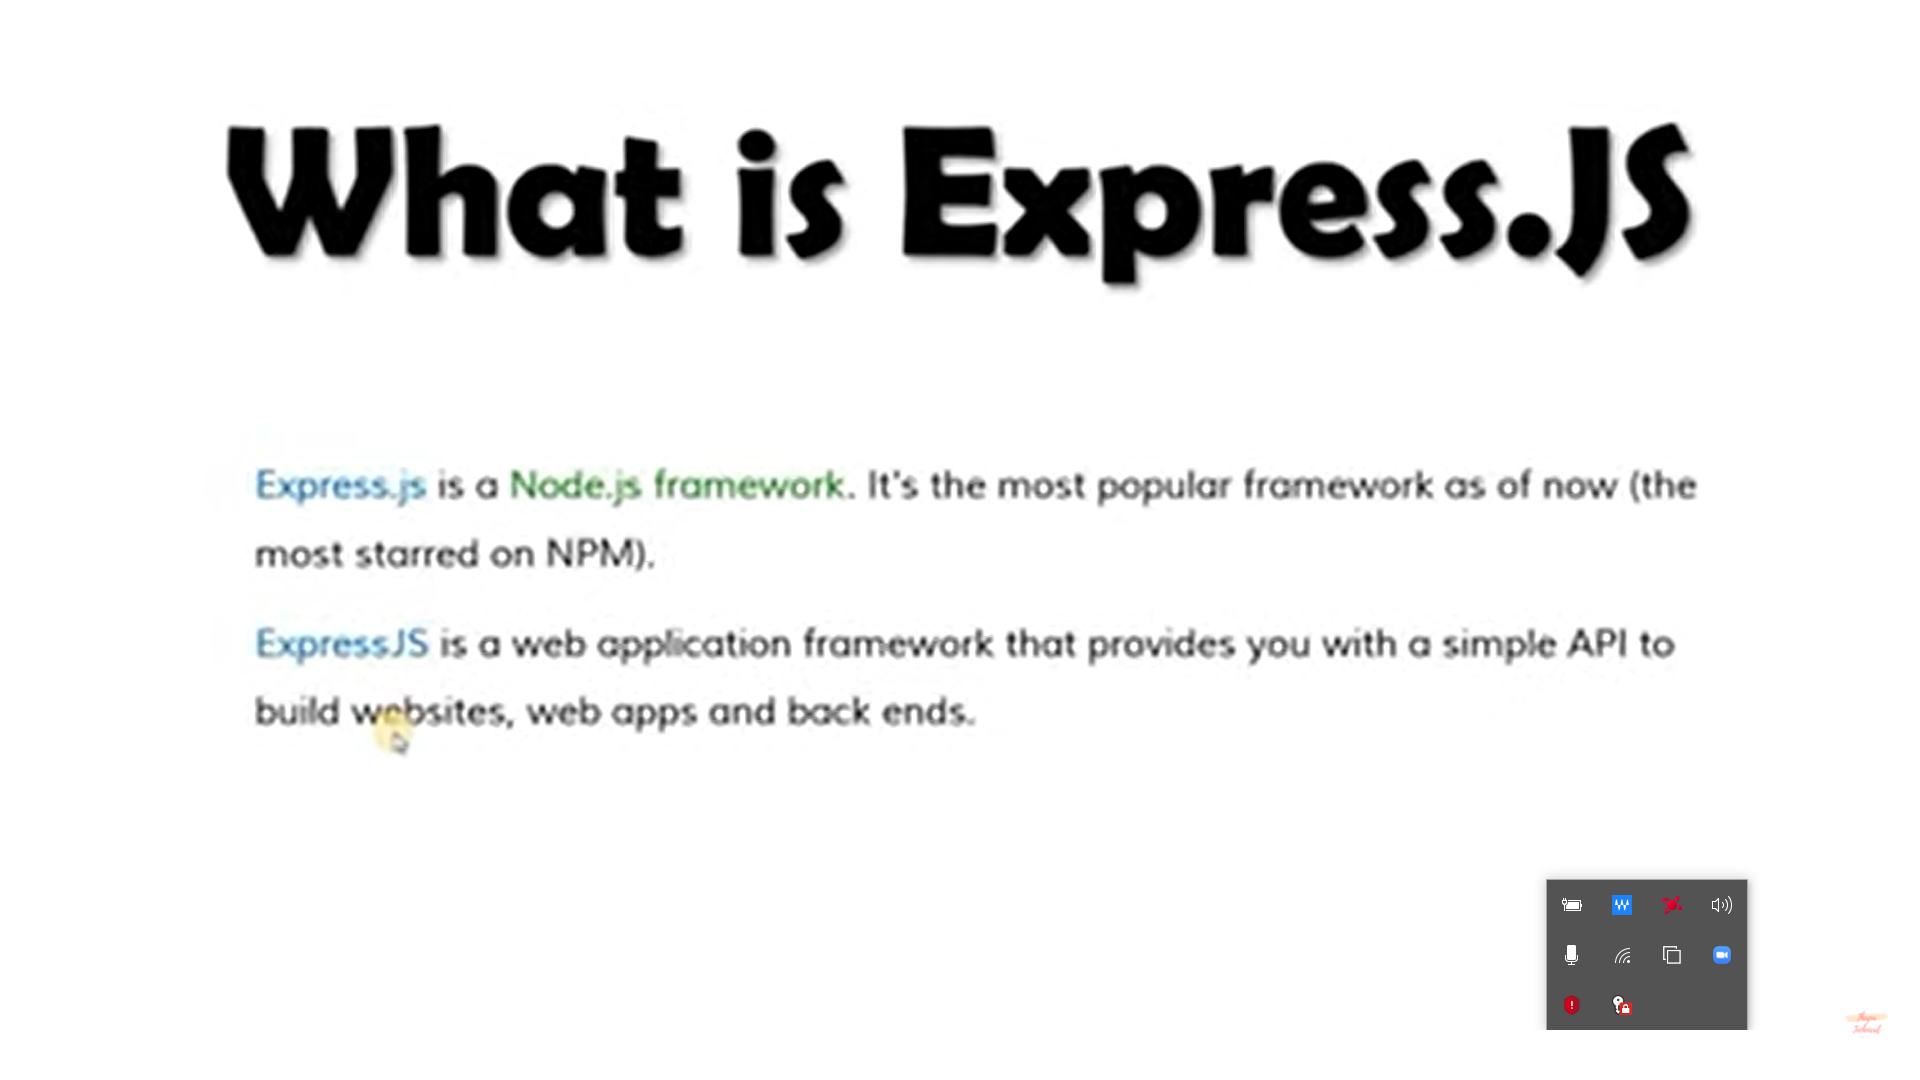 What is Express.JS
Express.js is a Node.js framework. It's the most popular framework as of now (the
most starred on NPM).
ExpressJS is a web application framework that provides you with a simple API to
build websites, web apps and back ends.